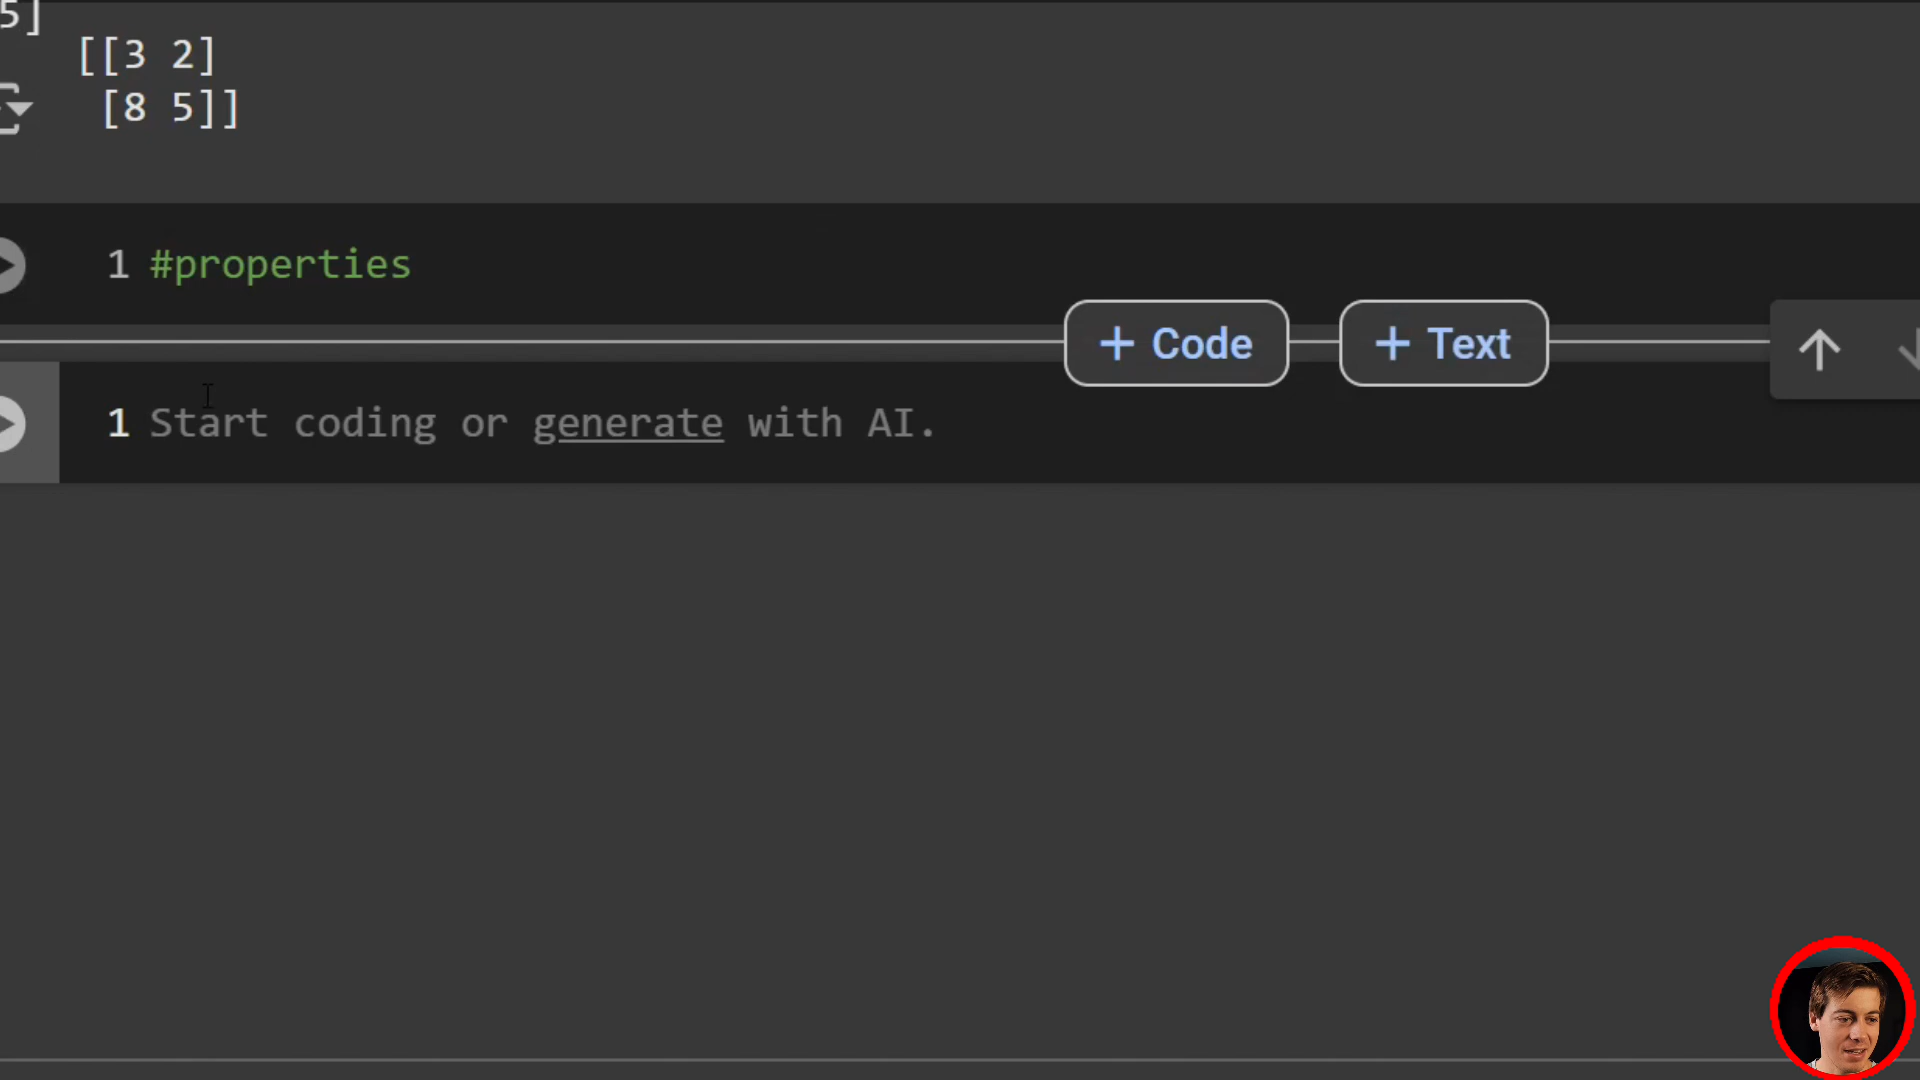 5]
[[3 2]
[8 5]]
1 #properties
+ Code + Text
1 Start coding or generate with AI.